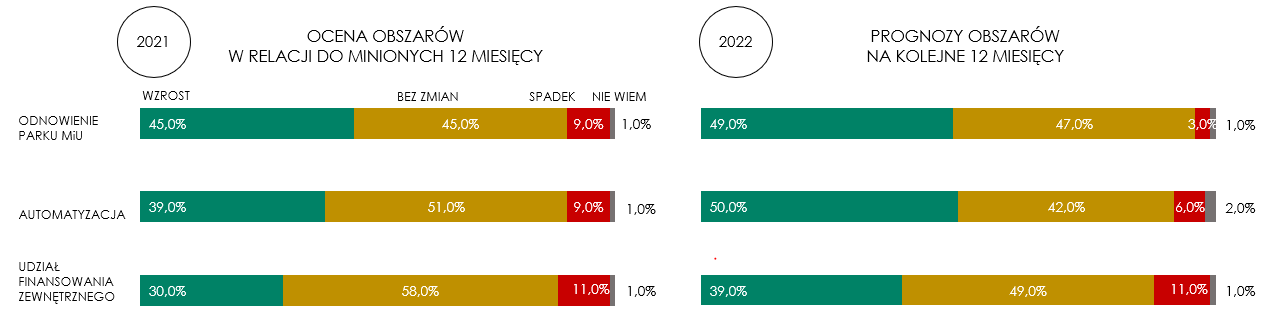 2021
OCENA OBSZARÓW
W RELACJI DO MINIONYCH 12 MIESIĘCY
2022
PROGNOZY OBSZARÓW
NA KOLEJNE 12 MIESIĘCY
WZROST BEZ ZMIAN SPADEK NIE WIEM
ODNOWIENIE
PARKU MiU
45,0% 45,0% 9,0% 1,0%
49,0% 47,0% 3,0% 1,0%
AUTOMATYZACJA
39,0% 51,0% 9,0% 1,0%
50,0% 42,0% 6,0% 2,0%
UDZIAŁ
FINANSOWANIA
ZEWNĘTRZNEGO
30,0% 58,0% 11,0% 1,0%
39,0% 49,0% 11,0% 1,0%